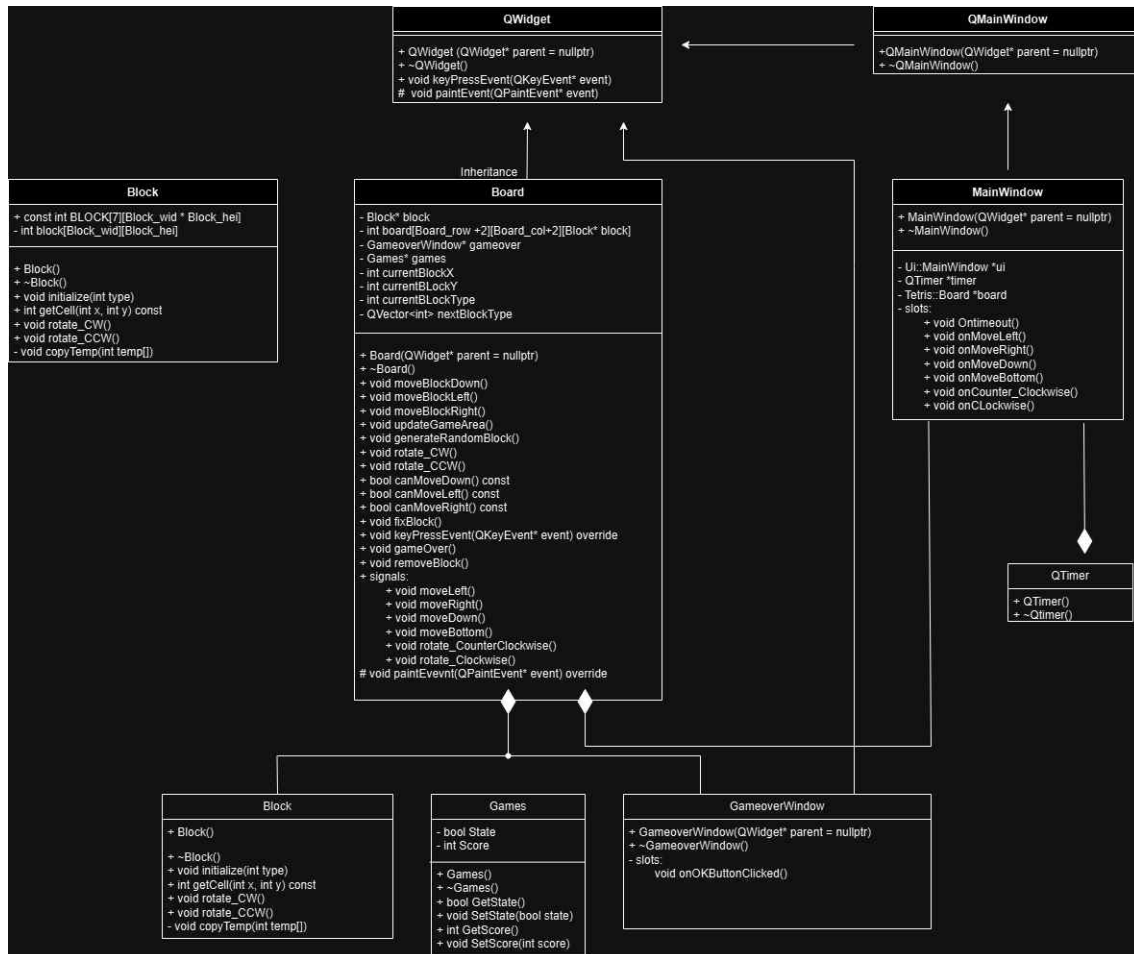 QWidget
+ QWidget (QWidget* parent = nullptr)
+ ~QWidget()
+ void keyPressEvent(QKeyEvent* event)
# void paintEvent(QPaintEvent* event)
QMainWindow
+QMainWindow(QWidget* parent = nullptr)
+ ~QMainWindow()
Inheritance
Block
+ const int BLOCK[7][Block_wid * Block_hei]
- int block[Block_wid][Block_hei]
+ Block()
+ ~Block()
+ void initialize(int type)
+ int getCell(int x, int y) const
+ void rotate_CW()
+ void rotate_CCW()
- void copyTemp(int temp[])
Board
- Block* block
- int board[Board_row +2][Board_col+2][Block* block]
- GameoverWindow* gameover
- Games* games
- int currentBlockX
- int currentBLockY
- int currentBLockType
- QVector<int> nextBlockType
+ Board(QWidget* parent = nullptr)
+ ~Board()
+ void moveBlockDown()
+ void moveBlockLeft()
+ void moveBlockRight()
+ void updateGameArea()
+ void generateRandomBlock()
+ void rotate_CW()
+ void rotate_CCW()
+ bool canMoveDown() const
+ bool canMoveLeft() const
+ bool canMoveRight() const
+ void fixBlock()
+ void keyPressEvent(QKeyEvent* event) override
+ void gameOver()
+ void removeBlock()
+ signals:
+ void moveLeft()
+ void moveRight()
+ void moveDown()
+ void moveBottom()
+ void rotate_CounterClockwise()
+ void rotate_Clockwise()
# void paintEvevnt(QPaintEvent* event) override
MainWindow
+ MainWindow(QWidget* parent = nullptr)
+ ~MainWindow()
- Ui::MainWindow *ui
- QTimer *timer
- Tetris::Board *board
- slots:
+ void Ontimeout()
+ void onMoveLeft()
+ void onMoveRight()
+ void onMoveDown()
+ void onMoveBottom()
+ void onCounter_Clockwise()
+ void onCLockwise()
QTimer
+ QTimer()
+ ~Qtimer()
Block
+ Block()
+ ~Block()
+ void initialize(int type)
+ int getCell(int x, int y) const
+ void rotate_CW()
+ void rotate_CCW()
- void copyTemp(int temp[])
Games
- bool State
- int Score
+ Games()
+ ~Games()
+ bool GetState()
+ void SetState(bool state)
+ int GetScore()
+ void SetScore(int score)
GameoverWindow
+ GameoverWindow(QWidget* parent = nullptr)
+ ~GameoverWindow()
- slots:
void onOKButtonClicked()